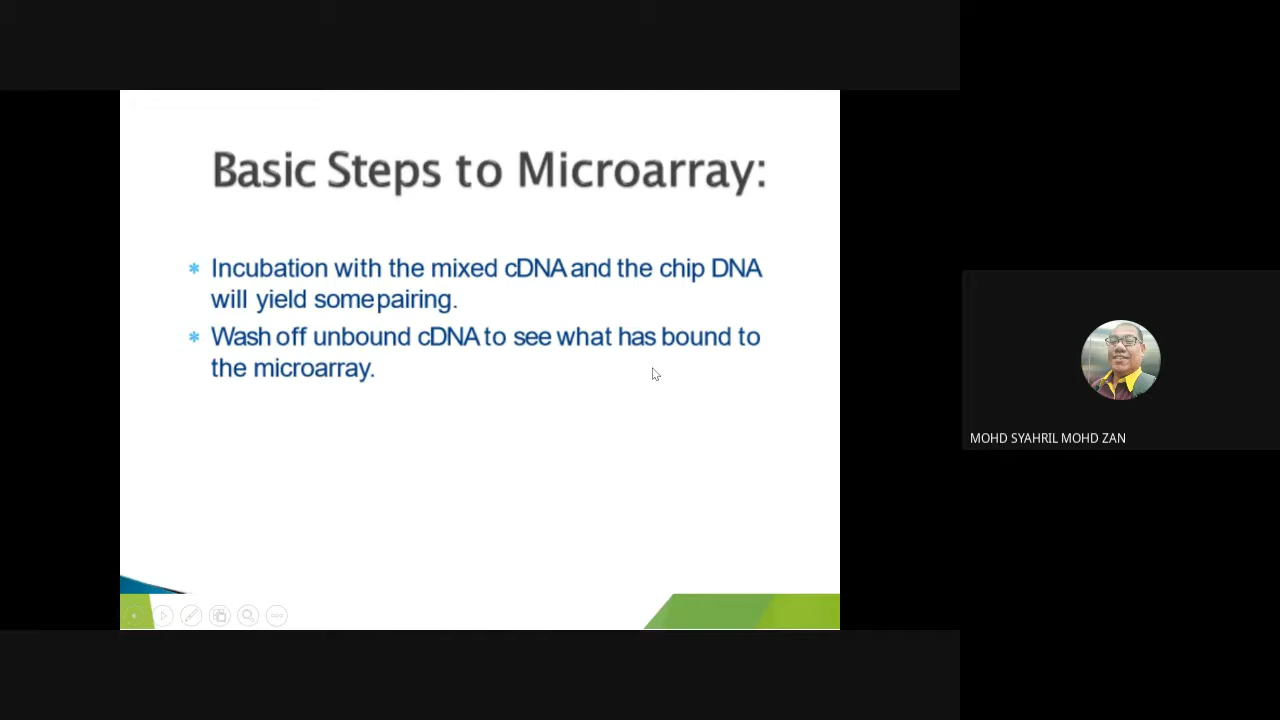 Basic Steps to Microarray:
* Incubation with the mixed cDNA and the chip DNA
will yield some pairing.
* Wash off unbound cDNA to see what has bound to
the microarray.
MOHD SYAHRIL MOHD ZAN